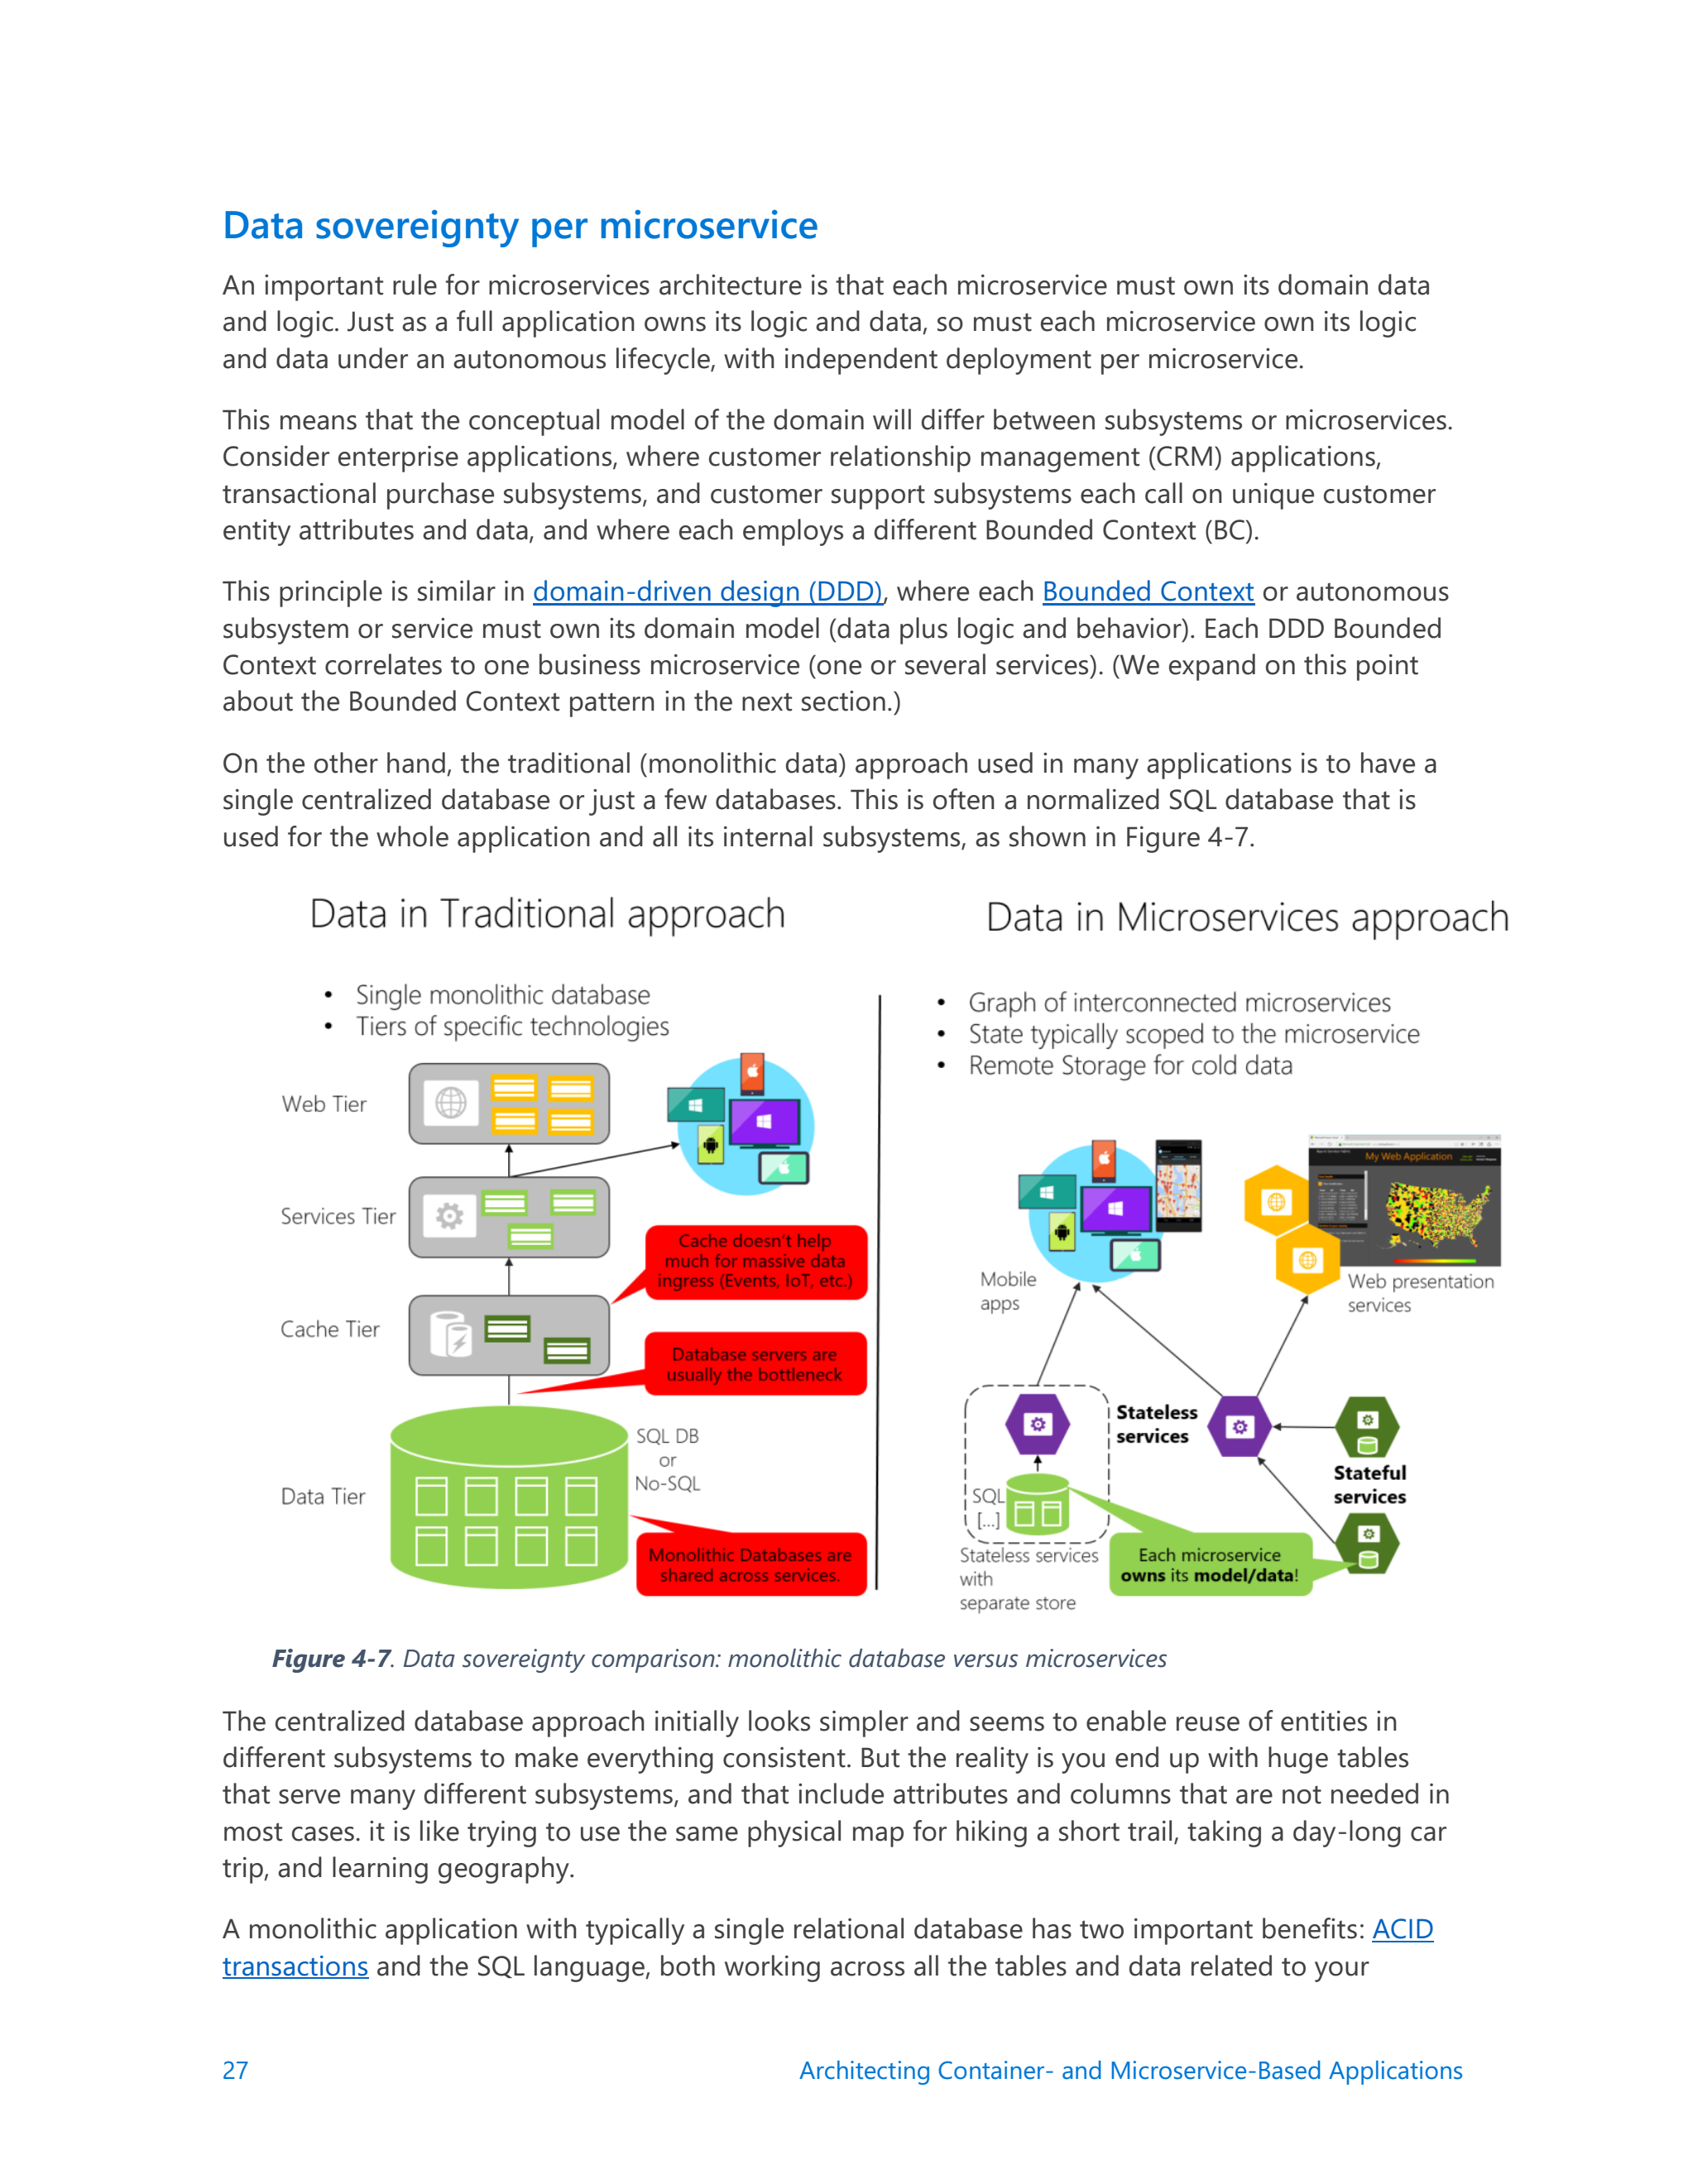 Data sovereignty per microservice
An important rule for microservices architecture is that each microservice must own its domain data
and logic. Just as a full application owns its logic and data, so must each microservice own its logic
and data under an autonomous lifecycle, with independent deployment per microservice.
This means that the conceptual model of the domain will differ between subsystems or microservices.
Consider enterprise applications, where customer relationship management (CRM) applications,
transactional purchase subsystems, and customer support subsystems each call on unique customer
entity attributes and data, and where each employs a different Bounded Context (BC).
This principle is similar in domain-driven design (DDD), where each Bounded Context or autonomous
subsystem or service must own its domain model (data plus logic and behavior). Each DDD Bounded
Context correlates to one business microservice (one or several services). (We expand on this point
about the Bounded Context pattern in the next section.)
On the other hand, the traditional (monolithic data) approach used in many applications is to have a
single centralized database or just a few databases. This is often a normalized SQL database that is
used for the whole application and all its internal subsystems, as shown in Figure 4-7.
Data in Traditional approach
• Single monolithic database
• Tiers of specific technologies
Web Tier
Services Tier
Cache doesn't help
much for massive data
ingress (Events, IoT, etc.)
Cache Tier
Database servers are
usually the bottleneck
SQL DB
or
No-SQL
Data Tier
Monolithic Databases are
shared across services.
Data in Microservices approach
• Graph of interconnected microservices
• State typically scoped to the microservice
• Remote Storage for cold data
My Web Application
Mobile
apps
Web presentation
services
Stateless
services
Stateful
services
SQL
[...]
Stateless services
with
separate store
Each microservice
owns its model/data!
Figure 4-7. Data sovereignty comparison: monolithic database versus microservices
The centralized database approach initially looks simpler and seems to enable reuse of entities in
different subsystems to make everything consistent. But the reality is you end up with huge tables
that serve many different subsystems, and that include attributes and columns that are not needed in
most cases. it is like trying to use the same physical map for hiking a short trail, taking a day-long car
trip, and learning geography.
A monolithic application with typically a single relational database has two important benefits: ACID
transactions and the SQL language, both working across all the tables and data related to your
27
Architecting Container- and Microservice-Based Applications